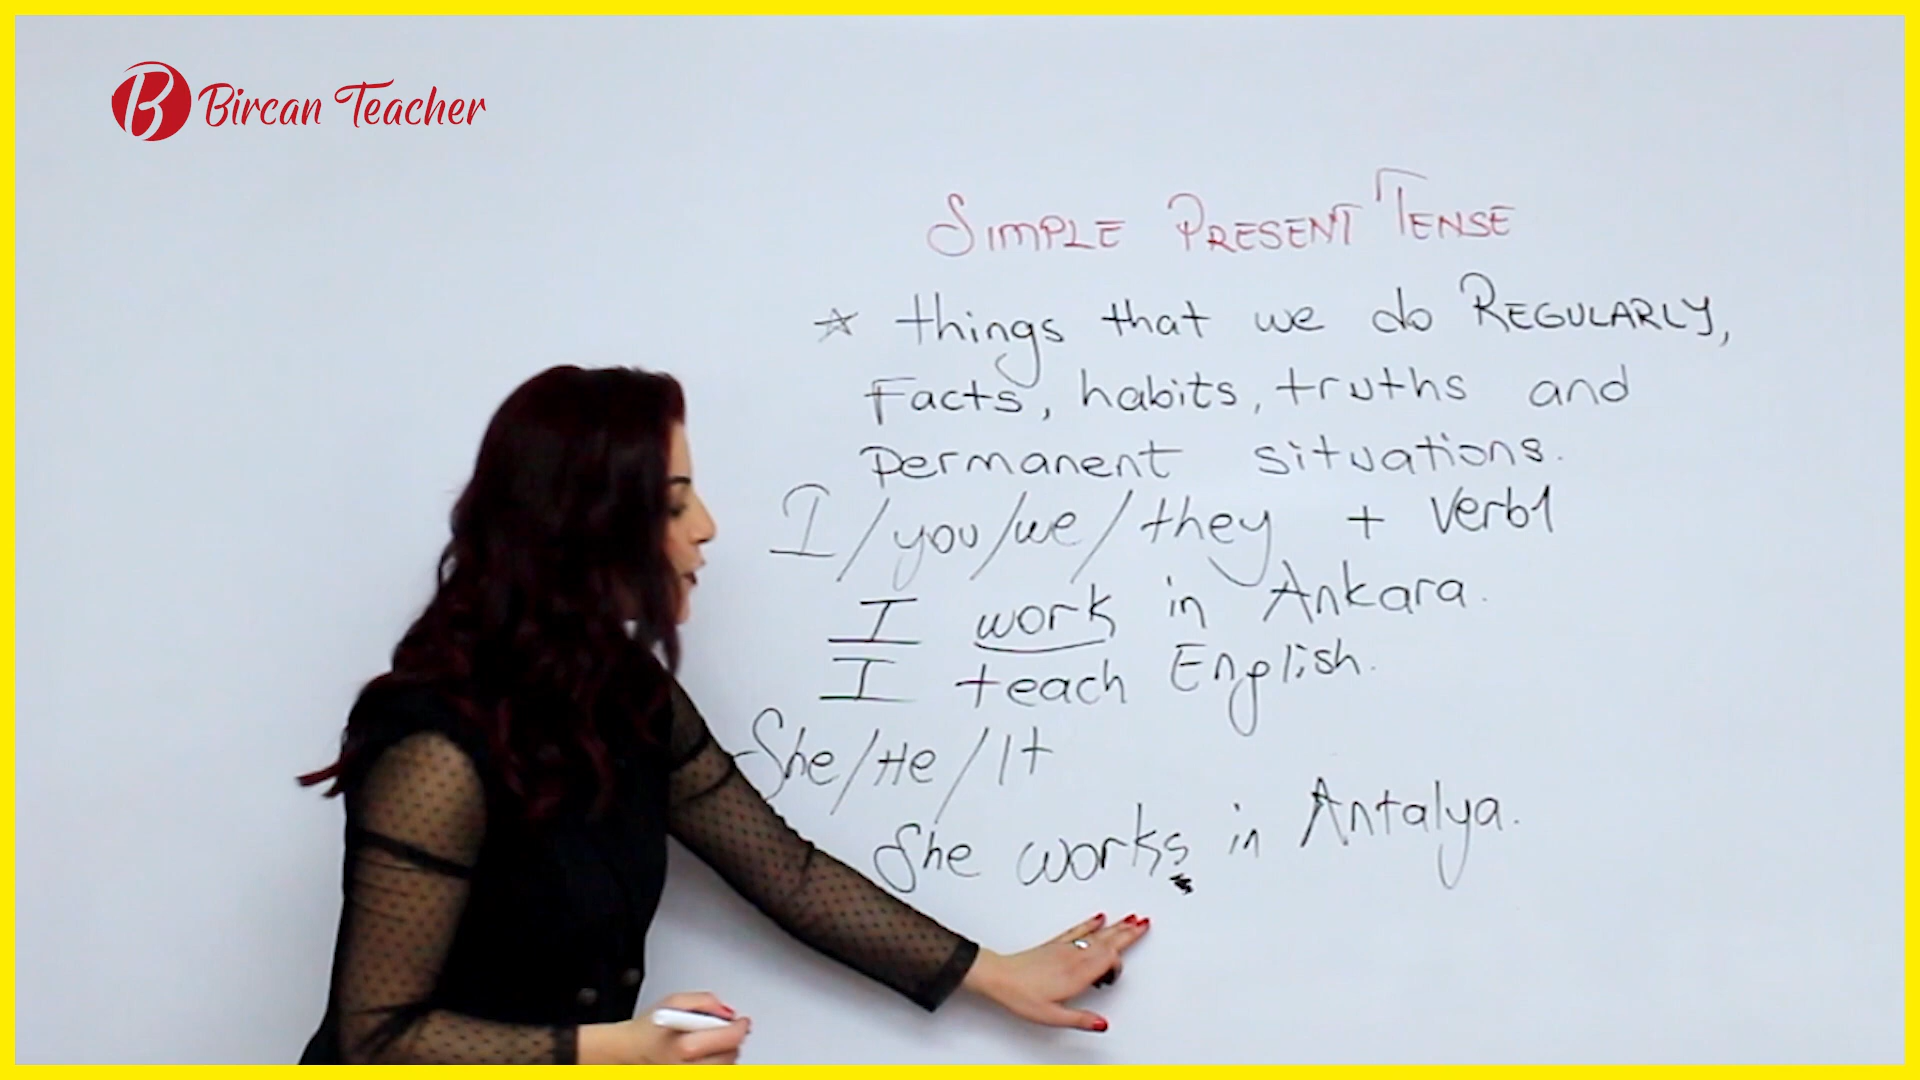 B Bircan Teacher
SIMPLE PRESENT TENSE
☆ things that we do REGULARLY,
Facts, habits, truths and
permanent situations.
I/you/we/they + Verb1
I work in Ankara.
I teach English.
She/He/It
She works in Antalya.